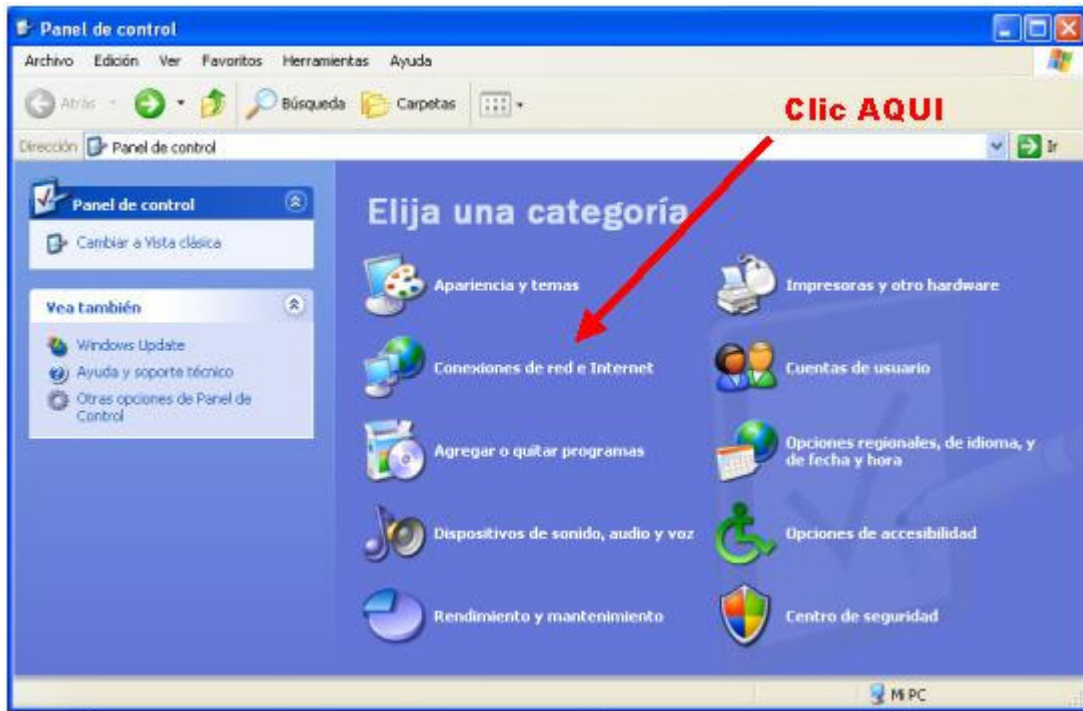 Panel de control
Archivo Edición Ver Favoritos Herramientas Ayuda
Atrás Búsqueda Carpetas
Clic AQUI
Dirección Panel de control Ir
Panel de control
Cambiar a Vista clásica
Vea también
Windows Update
Ayuda y soporte técnico
Otras opciones de Panel de
Control
Elija una categoría
Apariencia y temas
Impresoras y otro hardware
Conexiones de red e Internet
Cuentas de usuario
Agregar o quitar programas
Opciones regionales, de idioma, y
de fecha y hora
Dispositivos de sonido, audio y voz
Opciones de accesibilidad
Rendimiento y mantenimiento
Centro de seguridad
Mi PC